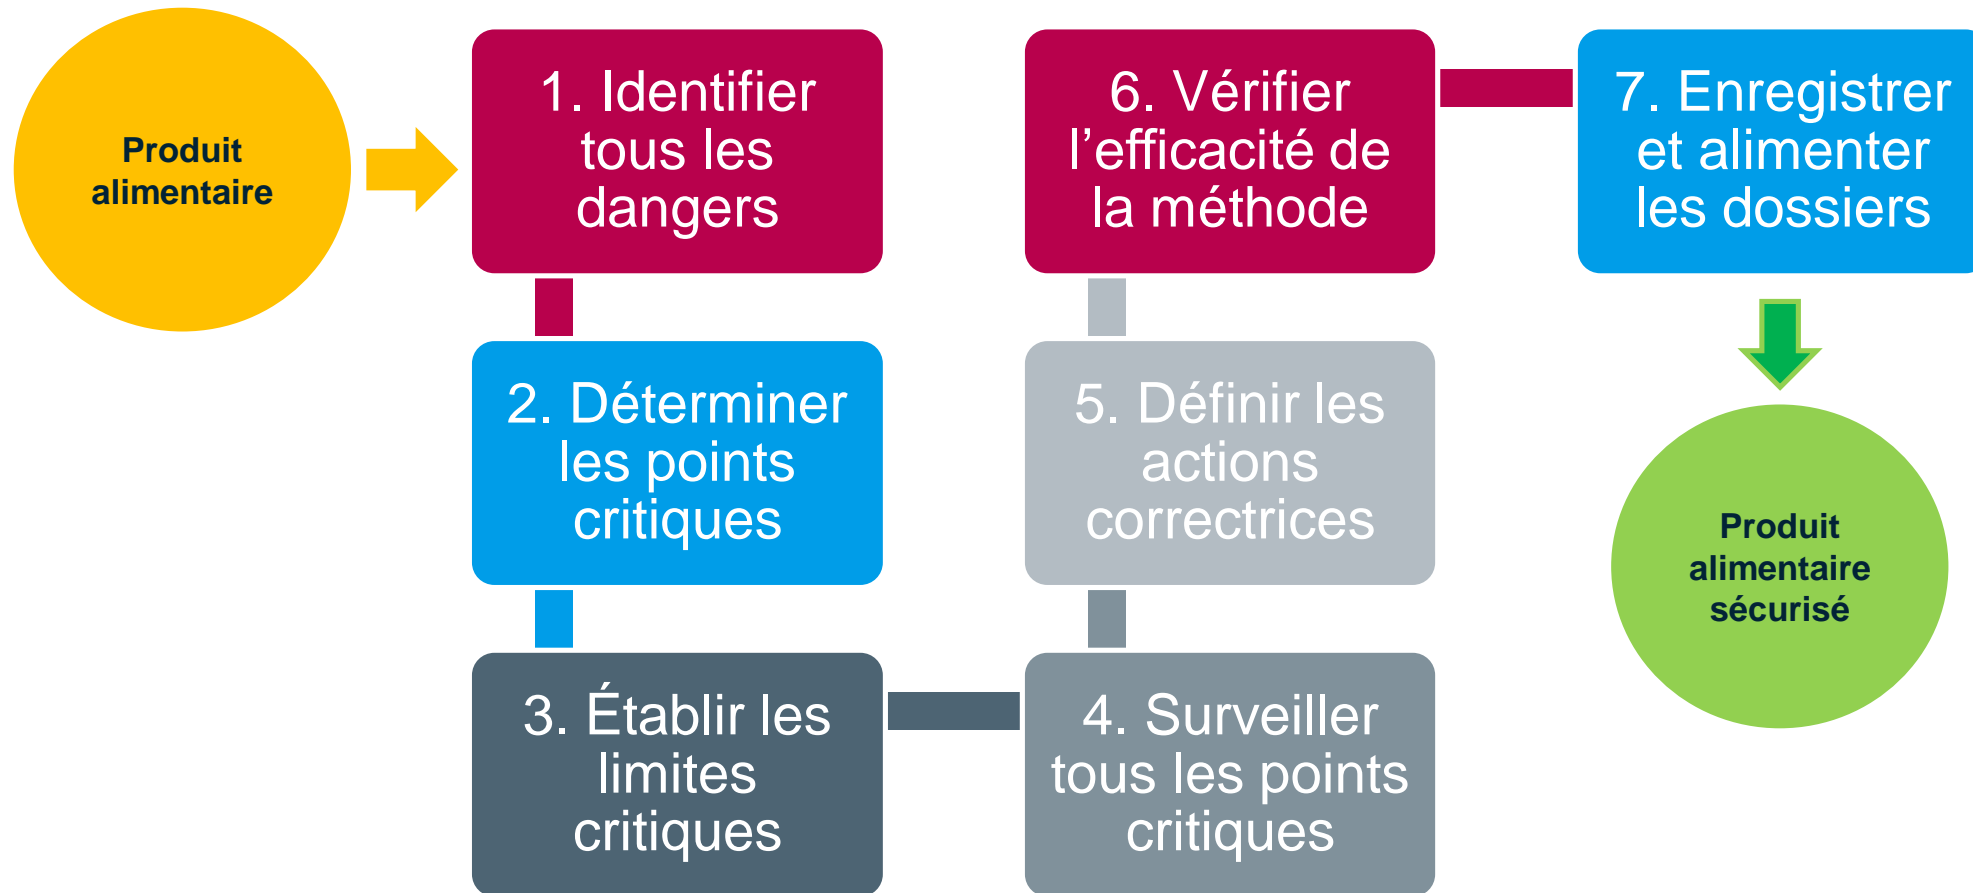 Produit
alimentaire
1. Identifier
tous les
dangers
2. Déterminer
les points
critiques
3. Établir les
limites
critiques
4. Surveiller
tous les points
critiques
5. Définir les
actions
correctrices
6. Vérifier
l’efficacité de
la méthode
7. Enregistrer
et alimenter
les dossiers
Produit
alimentaire
sécurisé